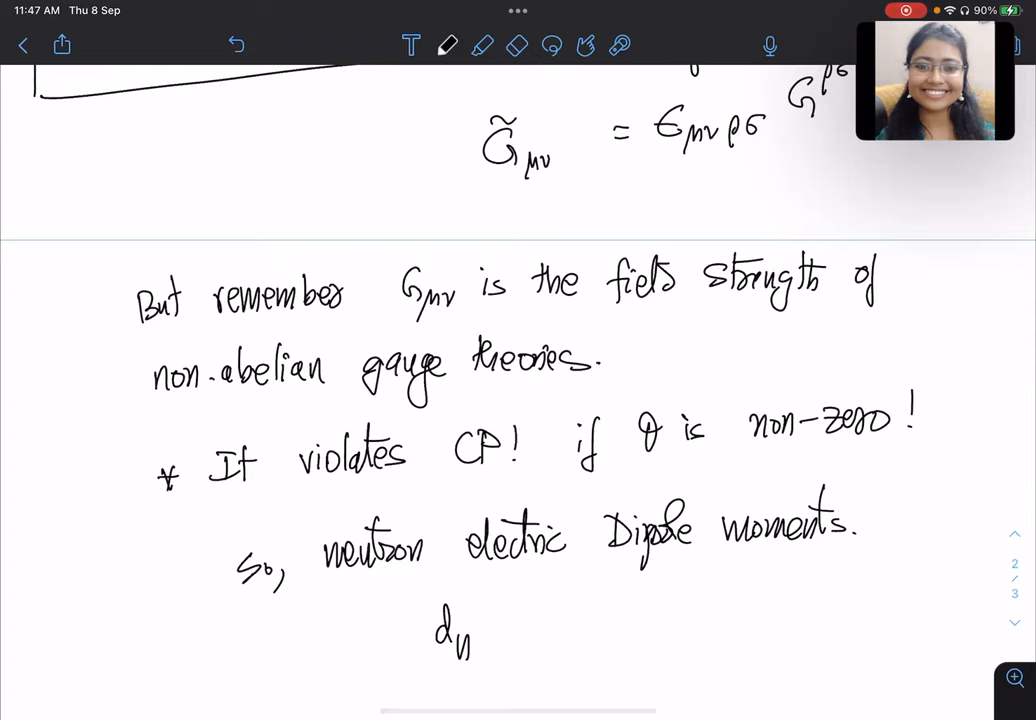 11:47 AM Thu 8 Sep
90%
T
G̃μν = ϵμνρσ G^ρσ
But remember Gμν is the field strength of
non-abelian gauge theories.
* It violates CP! if θ is non-zero!
So, neutron electric Dipole moments.
dn
2
/
3